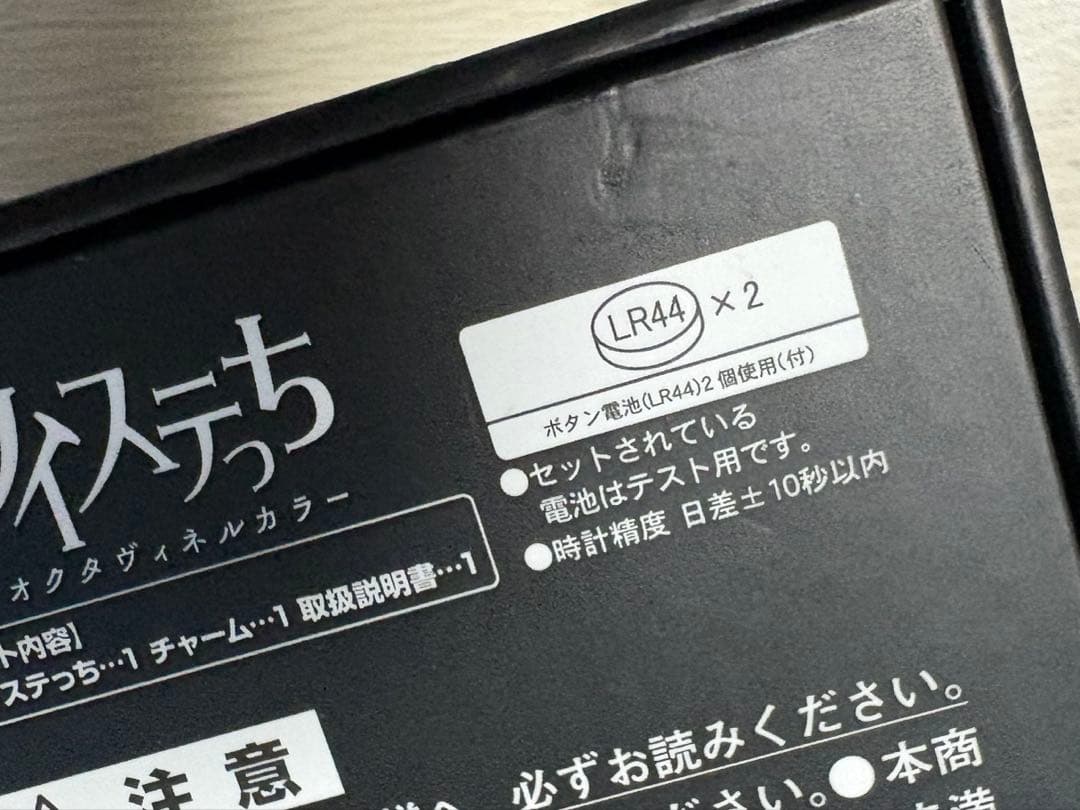 LR44 ×2
ボタン電池(LR44)2 個使用(付)
●セットされている
電池はテスト用です。
●時計精度 日差±10秒以内
イステっち
オクタヴィネルカラー
ト内容】
ステっち…1 チャーム…1 取扱説明書…1
注意
必ずお読みください。
ださい。●本商